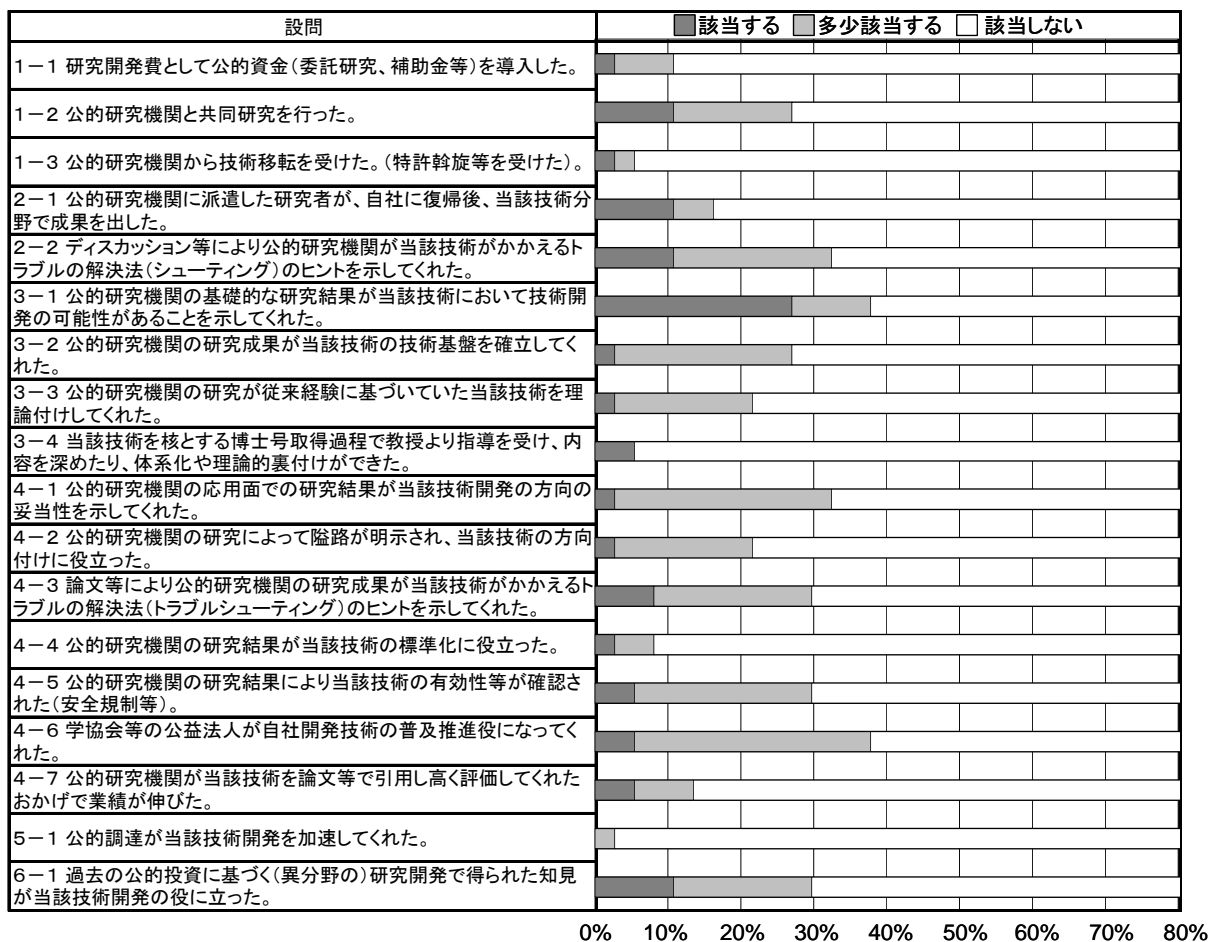 設問
■該当する ■多少該当する □ 該当しない
1－1 研究開発費として公的資金（委託研究、補助金等）を導入した。
1－2 公的研究機関と共同研究を行った。
1－3 公的研究機関から技術移転を受けた。（特許斡旋等を受けた）。
2－1 公的研究機関に派遣した研究者が、自社に復帰後、当該技術分
野で成果を出した。
2－2 ディスカッション等により公的研究機関が当該技術がかかえるト
ラブルの解決法（シューティング）のヒントを示してくれた。
3－1 公的研究機関の基礎的な研究結果が当該技術において技術開
発の可能性があることを示してくれた。
3－2 公的研究機関の研究成果が当該技術の技術基盤を確立してく
れた。
3－3 公的研究機関の研究が従来経験に基づいていた当該技術を理
論付けしてくれた。
3－4 当該技術を核とする博士号取得過程で教授より指導を受け、内
容を深めたり、体系化や理論的裏付けができた。
4－1 公的研究機関の応用面での研究結果が当該技術開発の方向の
妥当性を示してくれた。
4－2 公的研究機関の研究によって隘路が明示され、当該技術の方向
付けに役立った。
4－3 論文等により公的研究機関の研究成果が当該技術がかかえるト
ラブルの解決法（トラブルシューティング）のヒントを示してくれた。
4－4 公的研究機関の研究結果が当該技術の標準化に役立った。
4－5 公的研究機関の研究結果により当該技術の有効性等が確認さ
れた（安全規制等）。
4－6 学協会等の公益法人が自社開発技術の普及推進役になってく
れた。
4－7 公的研究機関が当該技術を論文等で引用し高く評価してくれた
おかげで業績が伸びた。
5－1 公的調達が当該技術開発を加速してくれた。
6－1 過去の公的投資に基づく（異分野の）研究開発で得られた知見
が当該技術開発の役に立った。
0% 10% 20% 30% 40% 50% 60% 70% 80%